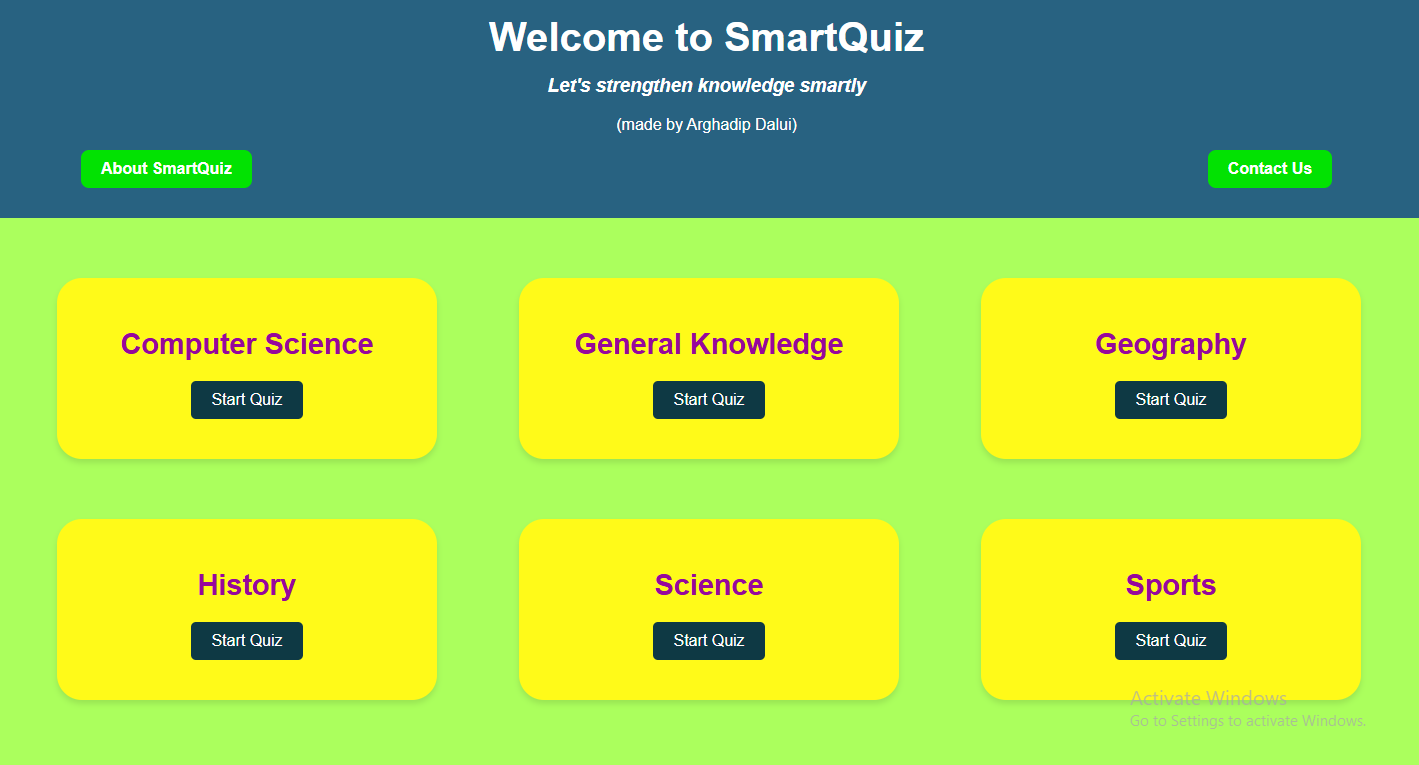 Welcome to SmartQuiz
Let's strengthen knowledge smartly
(made by Arghadip Dalui)
About SmartQuiz
Contact Us
Computer Science
Start Quiz
General Knowledge
Start Quiz
Geography
Start Quiz
History
Start Quiz
Science
Start Quiz
Sports
Start Quiz
Activate Windows
Go to Settings to activate Windows.